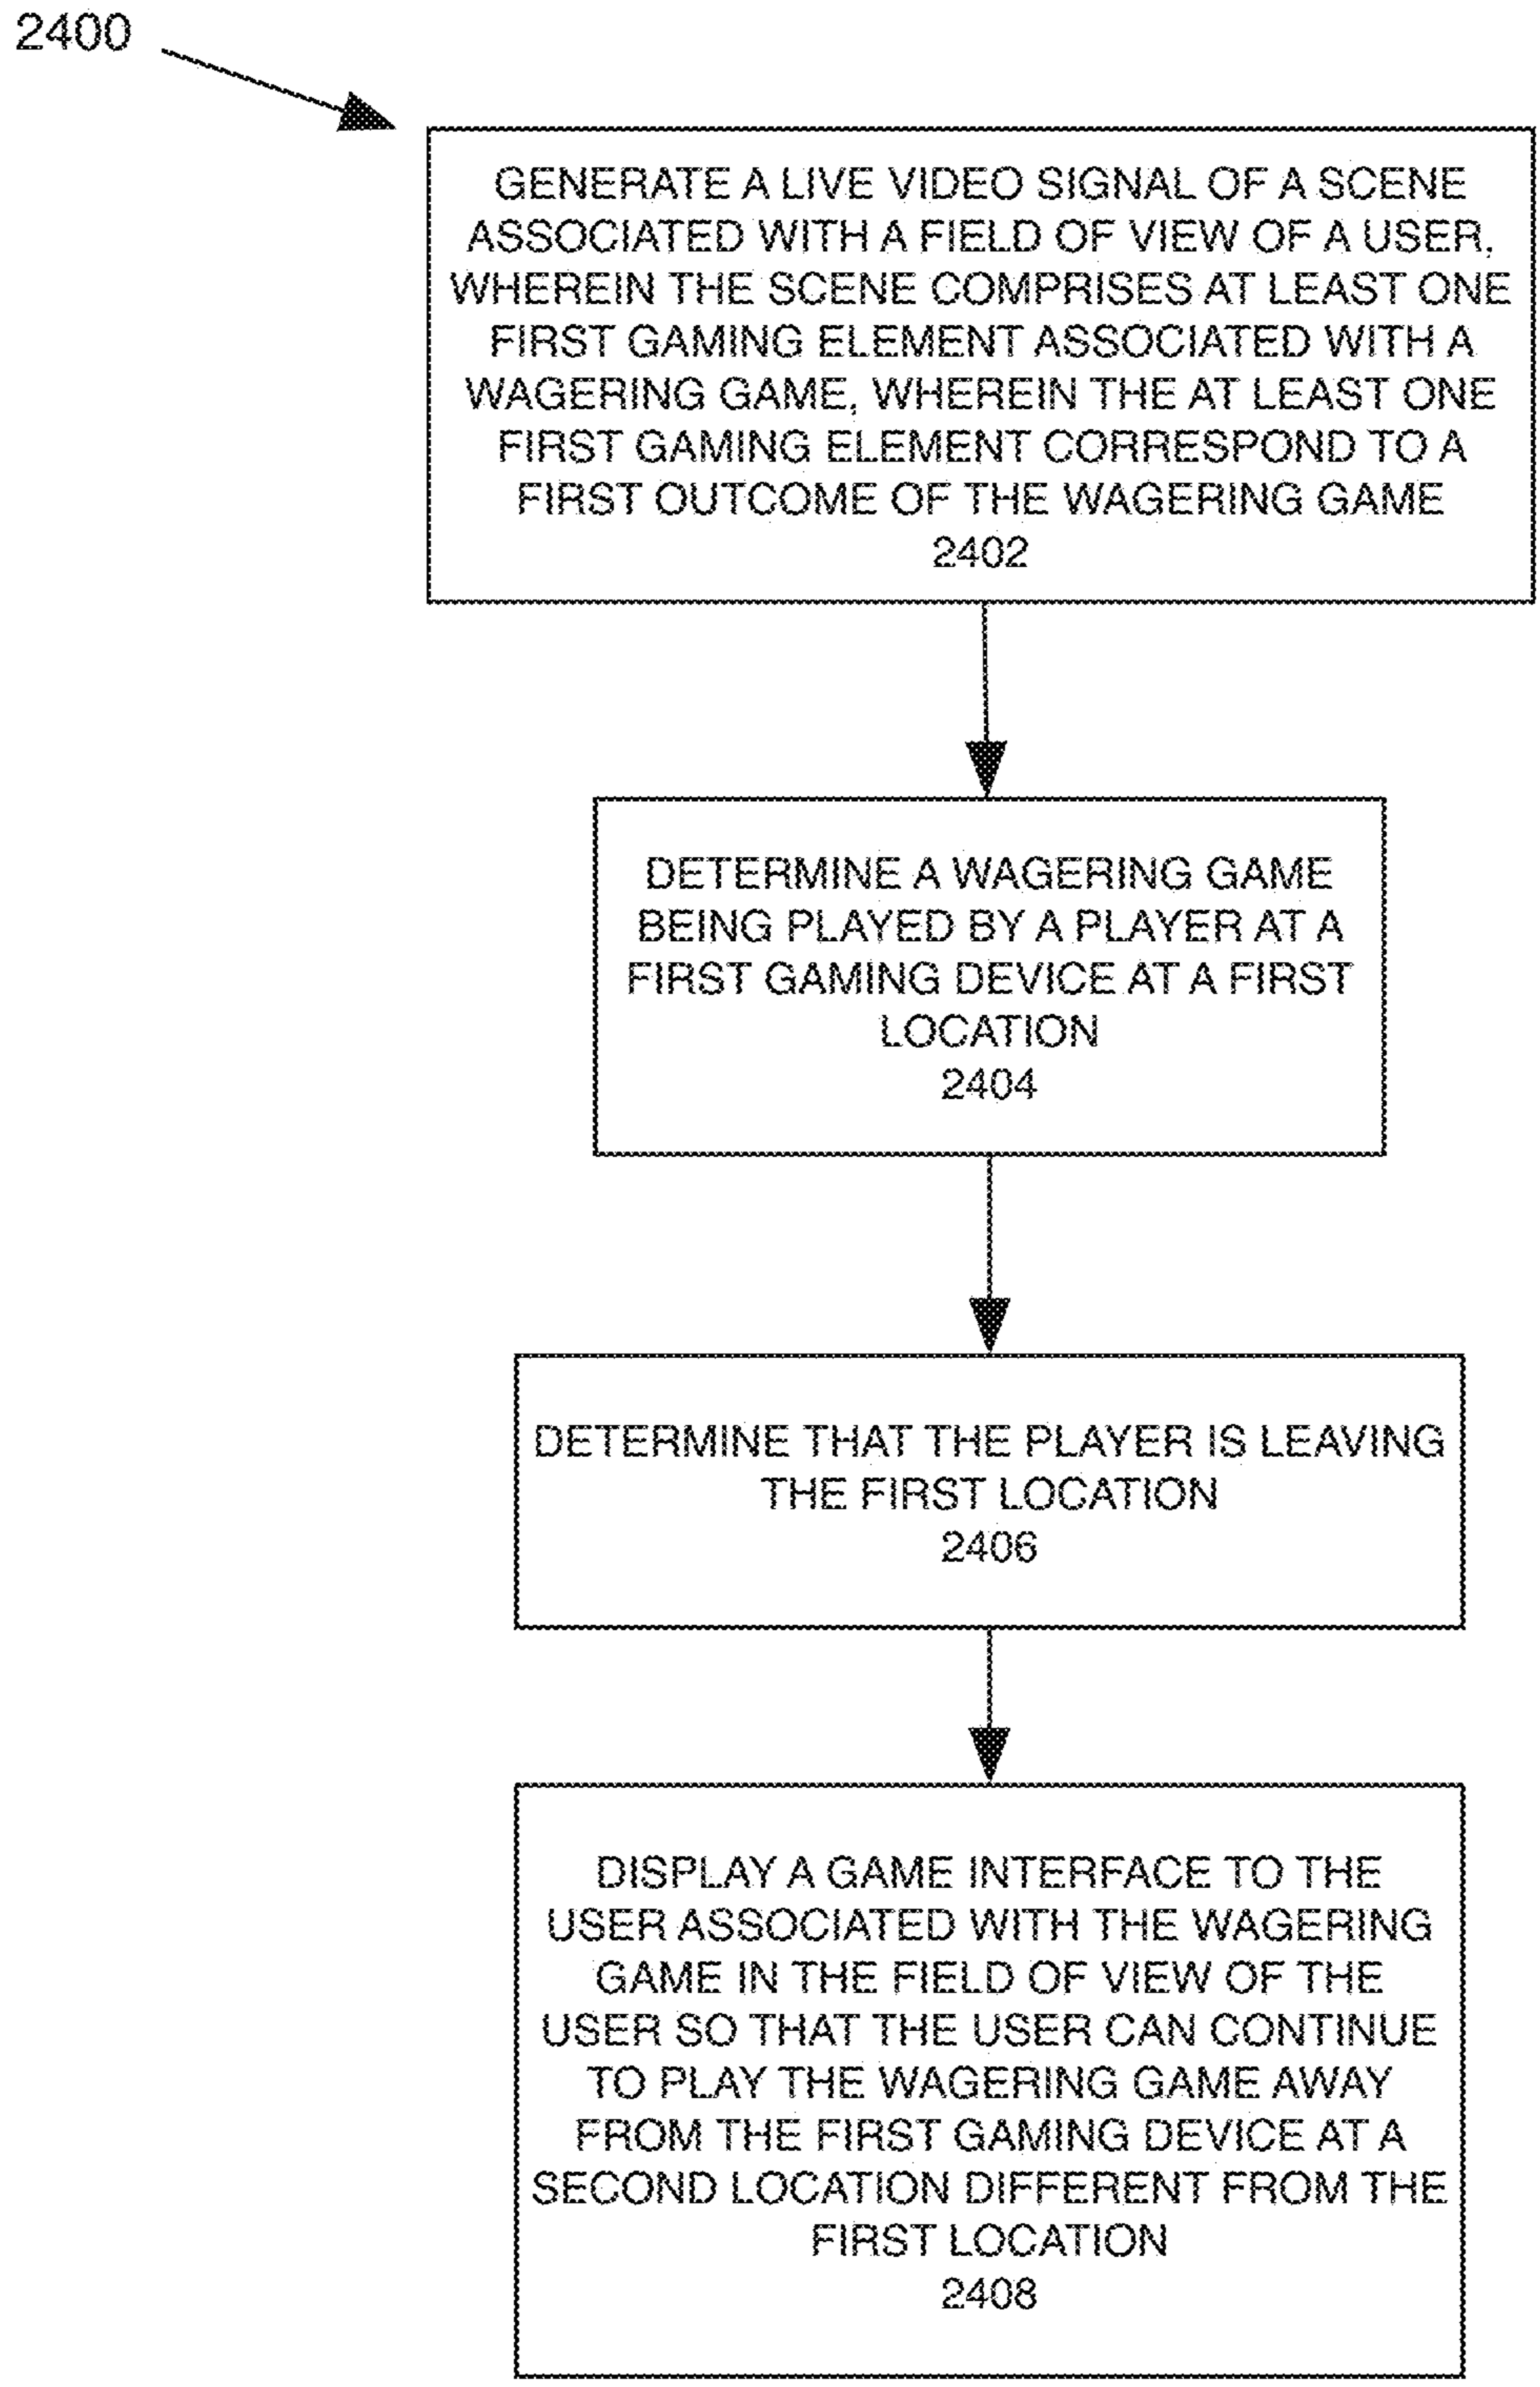 2400
GENERATE A LIVE VIDEO SIGNAL OF A SCENE
ASSOCIATED WITH A FIELD OF VIEW OF A USER,
WHEREIN THE SCENE COMPRISES AT LEAST ONE
FIRST GAMING ELEMENT ASSOCIATED WITH A
WAGERING GAME, WHEREIN THE AT LEAST ONE
FIRST GAMING ELEMENT CORRESPOND TO A
FIRST OUTCOME OF THE WAGERING GAME
2402
DETERMINE A WAGERING GAME
BEING PLAYED BY A PLAYER AT A
FIRST GAMING DEVICE AT A FIRST
LOCATION
2404
DETERMINE THAT THE PLAYER IS LEAVING
THE FIRST LOCATION
2406
DISPLAY A GAME INTERFACE TO THE
USER ASSOCIATED WITH THE WAGERING
GAME IN THE FIELD OF VIEW OF THE
USER SO THAT THE USER CAN CONTINUE
TO PLAY THE WAGERING GAME AWAY
FROM THE FIRST GAMING DEVICE AT A
SECOND LOCATION DIFFERENT FROM THE
FIRST LOCATION
2408